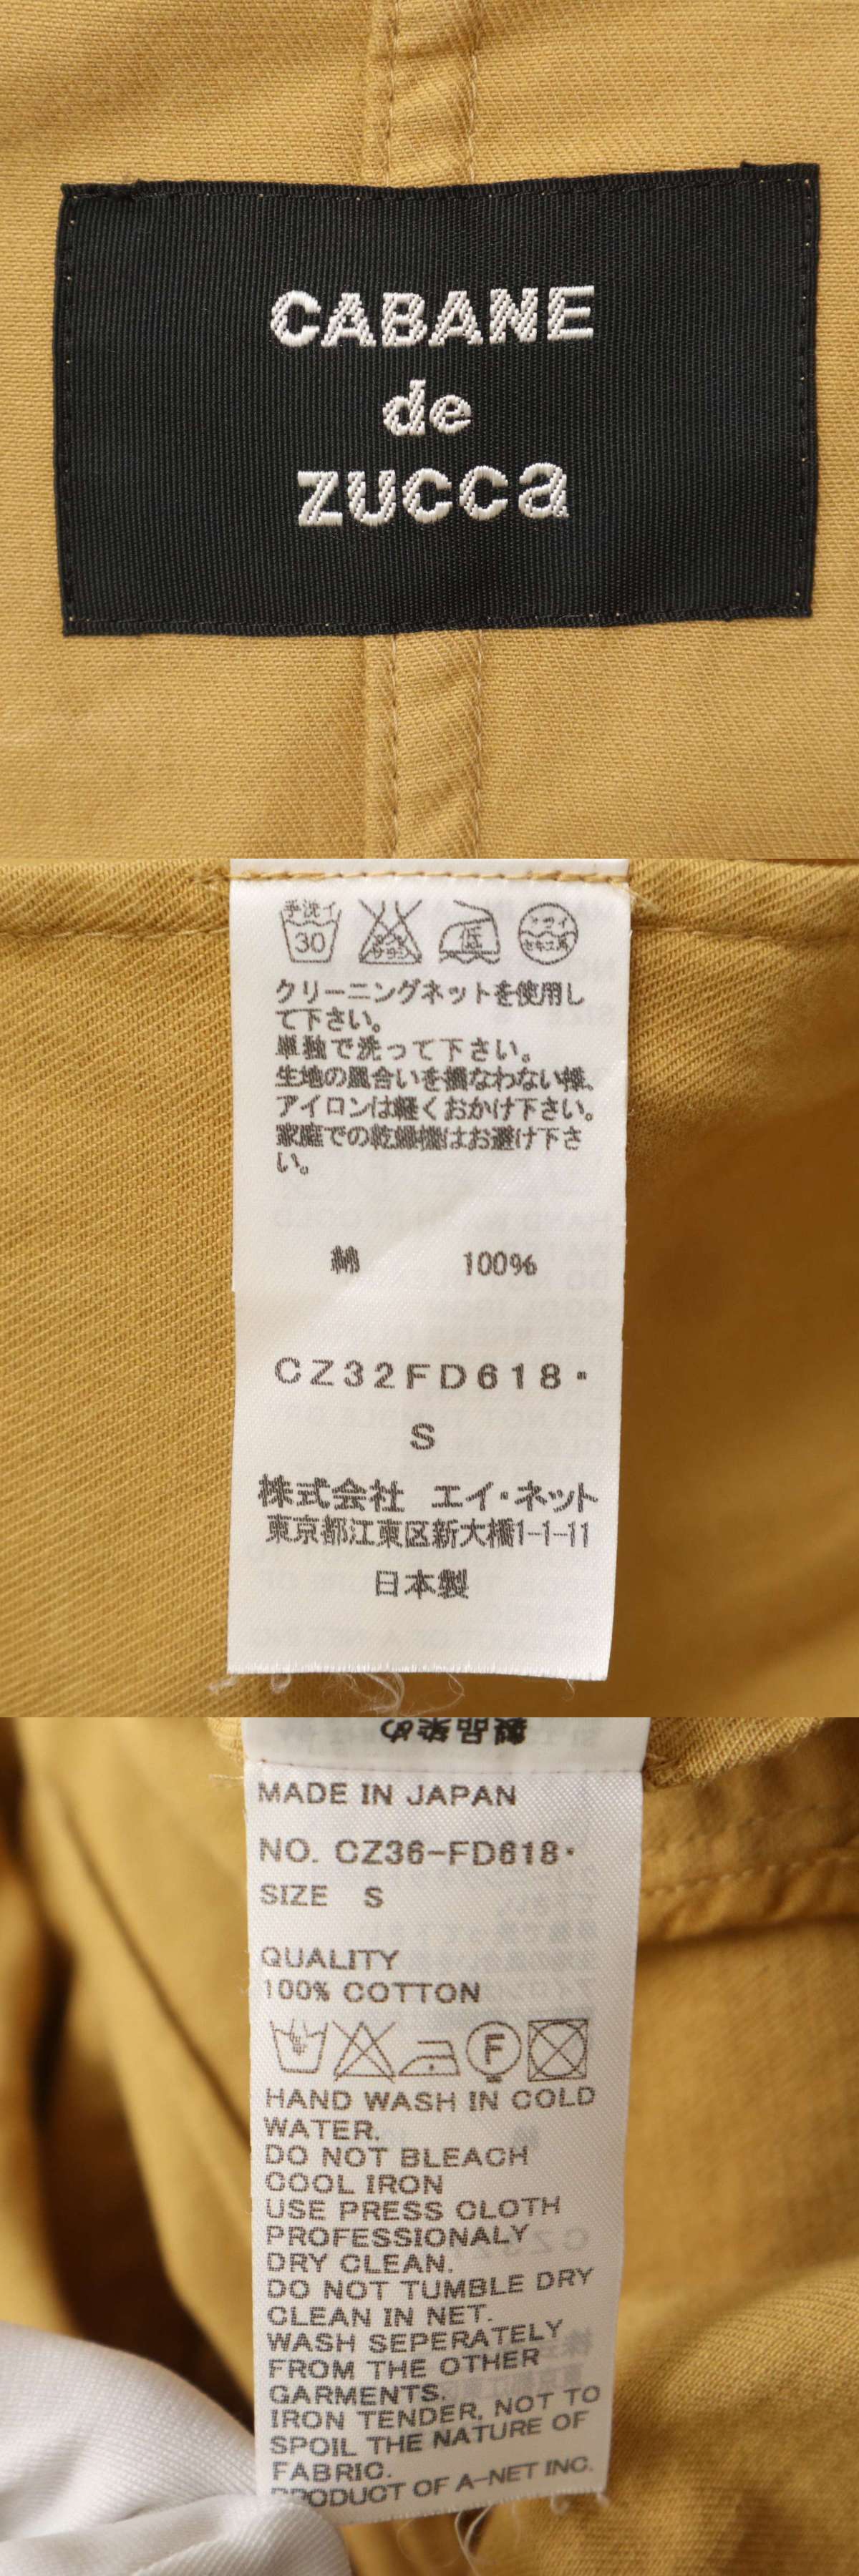 CABANE
de
ZUCCa
手洗イ
30
クリーニングネットを使用し
て下さい。
単独で洗って下さい。
生地の風合いを損なわない様、
アイロンは軽くおかけ下さい。
家庭での乾燥機はお避け下さ
い。
綿 100%
CZ32FD618・
S
株式会社 エイ・ネット
東京都江東区新大橋1-1-11
日本製
製品染め
MADE IN JAPAN
NO. CZ36-FD618・
SIZE S
QUALITY
100% COTTON
F
HAND WASH IN COLD
WATER.
DO NOT BLEACH
COOL IRON
USE PRESS CLOTH
PROFESSIONALY
DRY CLEAN.
DO NOT TUMBLE DRY
CLEAN IN NET.
WASH SEPERATELY
FROM THE OTHER
GARMENTS.
IRON TENDER, NOT TO
SPOIL THE NATURE OF
FABRIC.
PRODUCT OF A-NET INC.